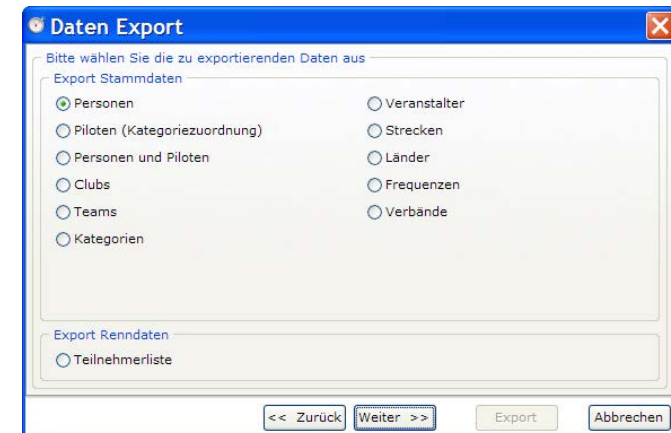 Daten Export
Bitte wählen Sie die zu exportierenden Daten aus
Export Stammdaten
Personen
Veranstalter
Piloten (Kategoriezuordnung)
Strecken
Personen und Piloten
Länder
Clubs
Frequenzen
Teams
Verbände
Kategorien
Export Renndaten
Teilnehmerliste
<< Zurück
Weiter >>
Export
Abbrechen